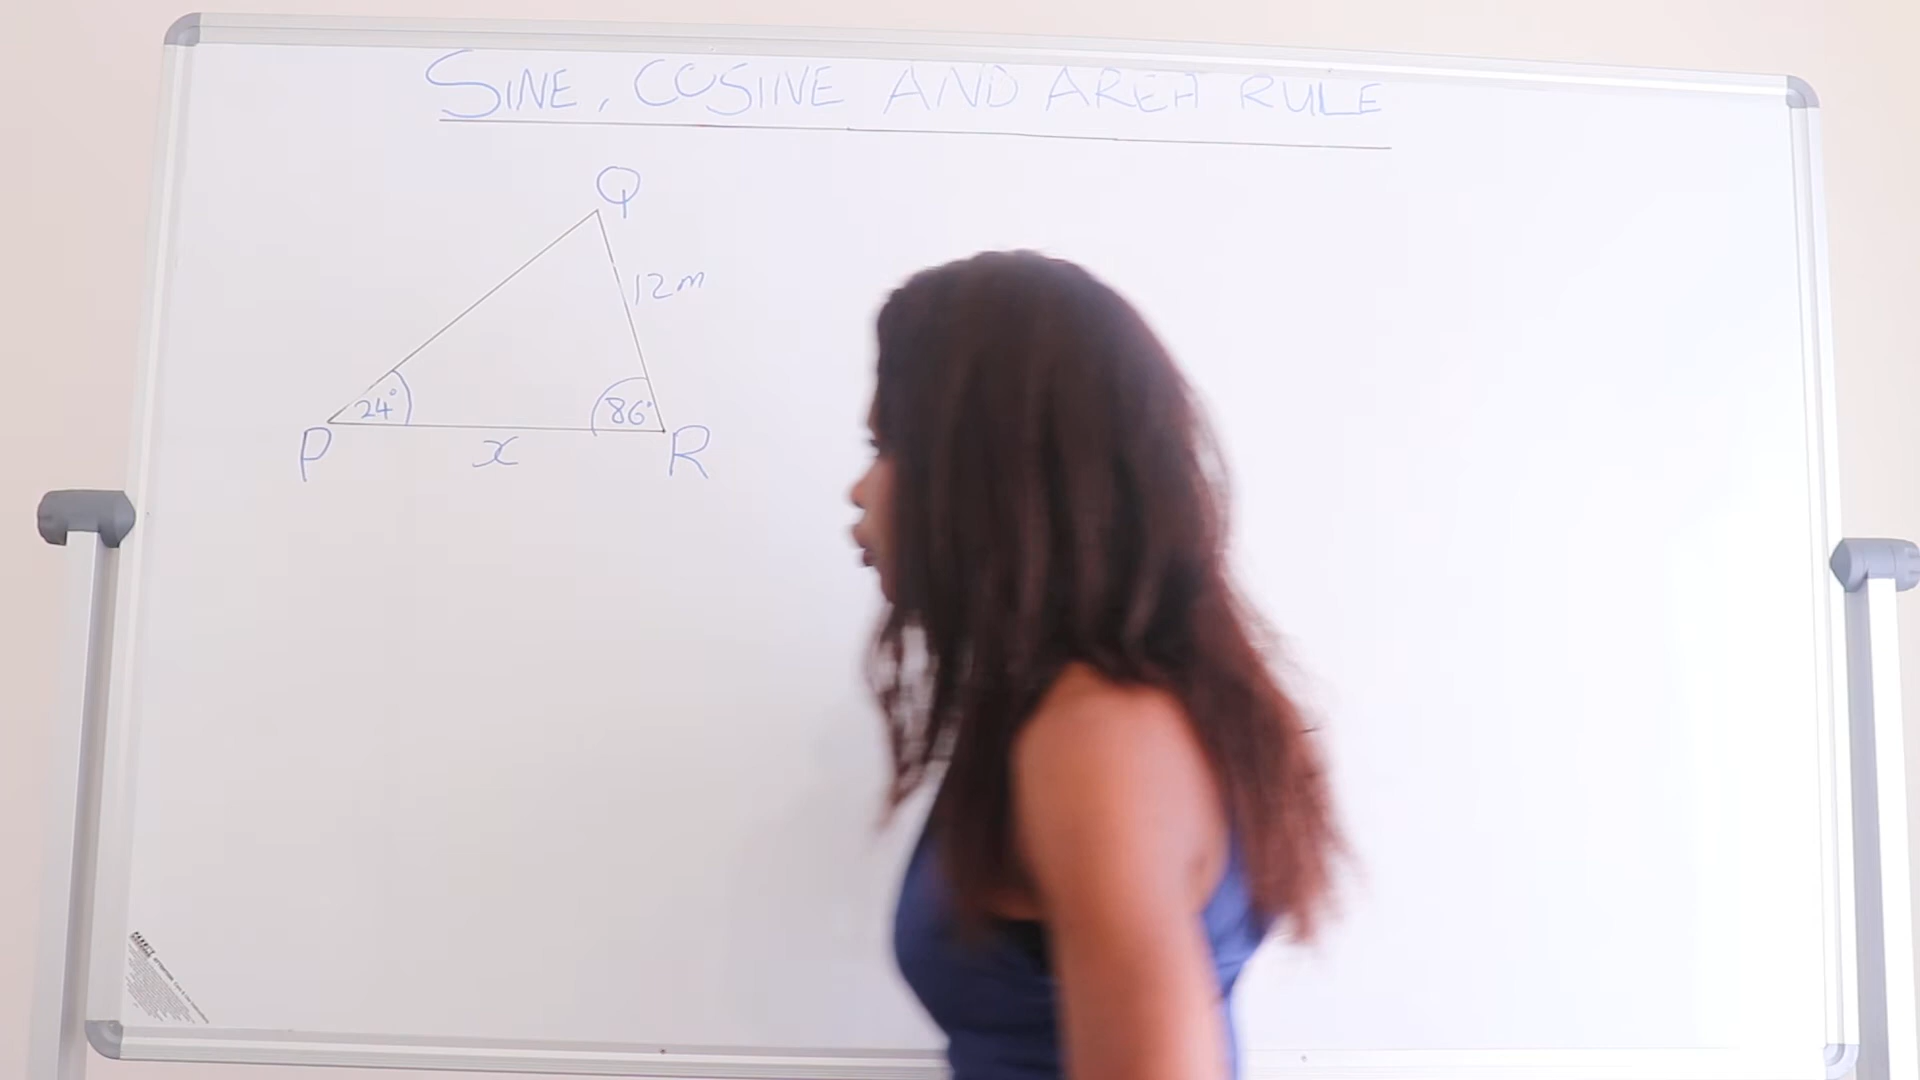 SINE, COSINE AND AREA RULE
Q
12m
24°
86°
P
x
R